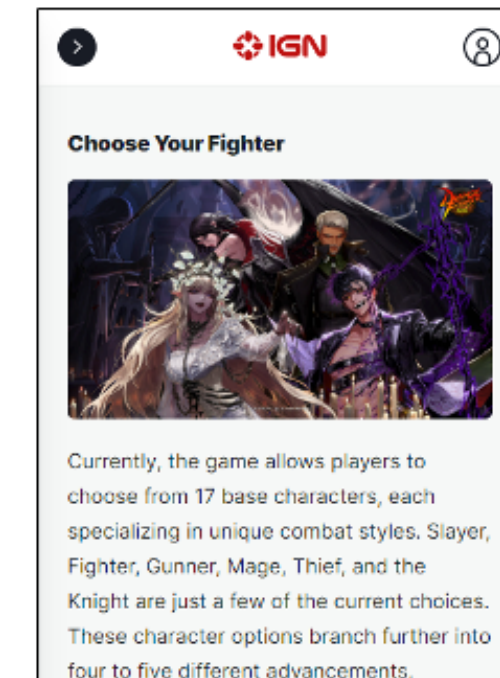 IGN
Choose Your Fighter
Currently, the game allows players to
choose from 17 base characters, each
specializing in unique combat styles. Slayer,
Fighter, Gunner, Mage, Thief, and the
Knight are just a few of the current choices.
These character options branch further into
four to five different advancements,